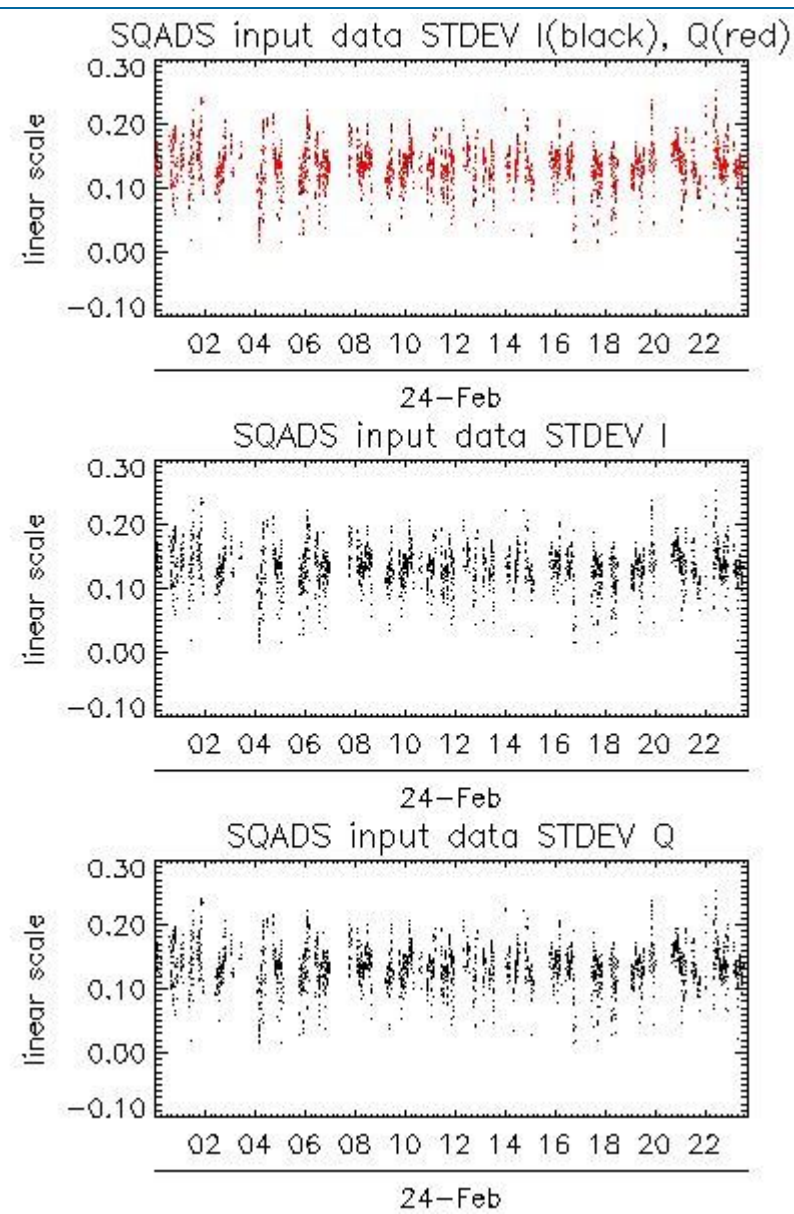 SQADS input data STDEV I(black), Q(red)
0.30
0.20
0.10
0.00
−0.10
linear scale
02 04 06 08 10 12 14 16 18 20 22
24−Feb
SQADS input data STDEV I
0.30
0.20
0.10
0.00
−0.10
linear scale
02 04 06 08 10 12 14 16 18 20 22
24−Feb
SQADS input data STDEV Q
0.30
0.20
0.10
0.00
−0.10
linear scale
02 04 06 08 10 12 14 16 18 20 22
24−Feb